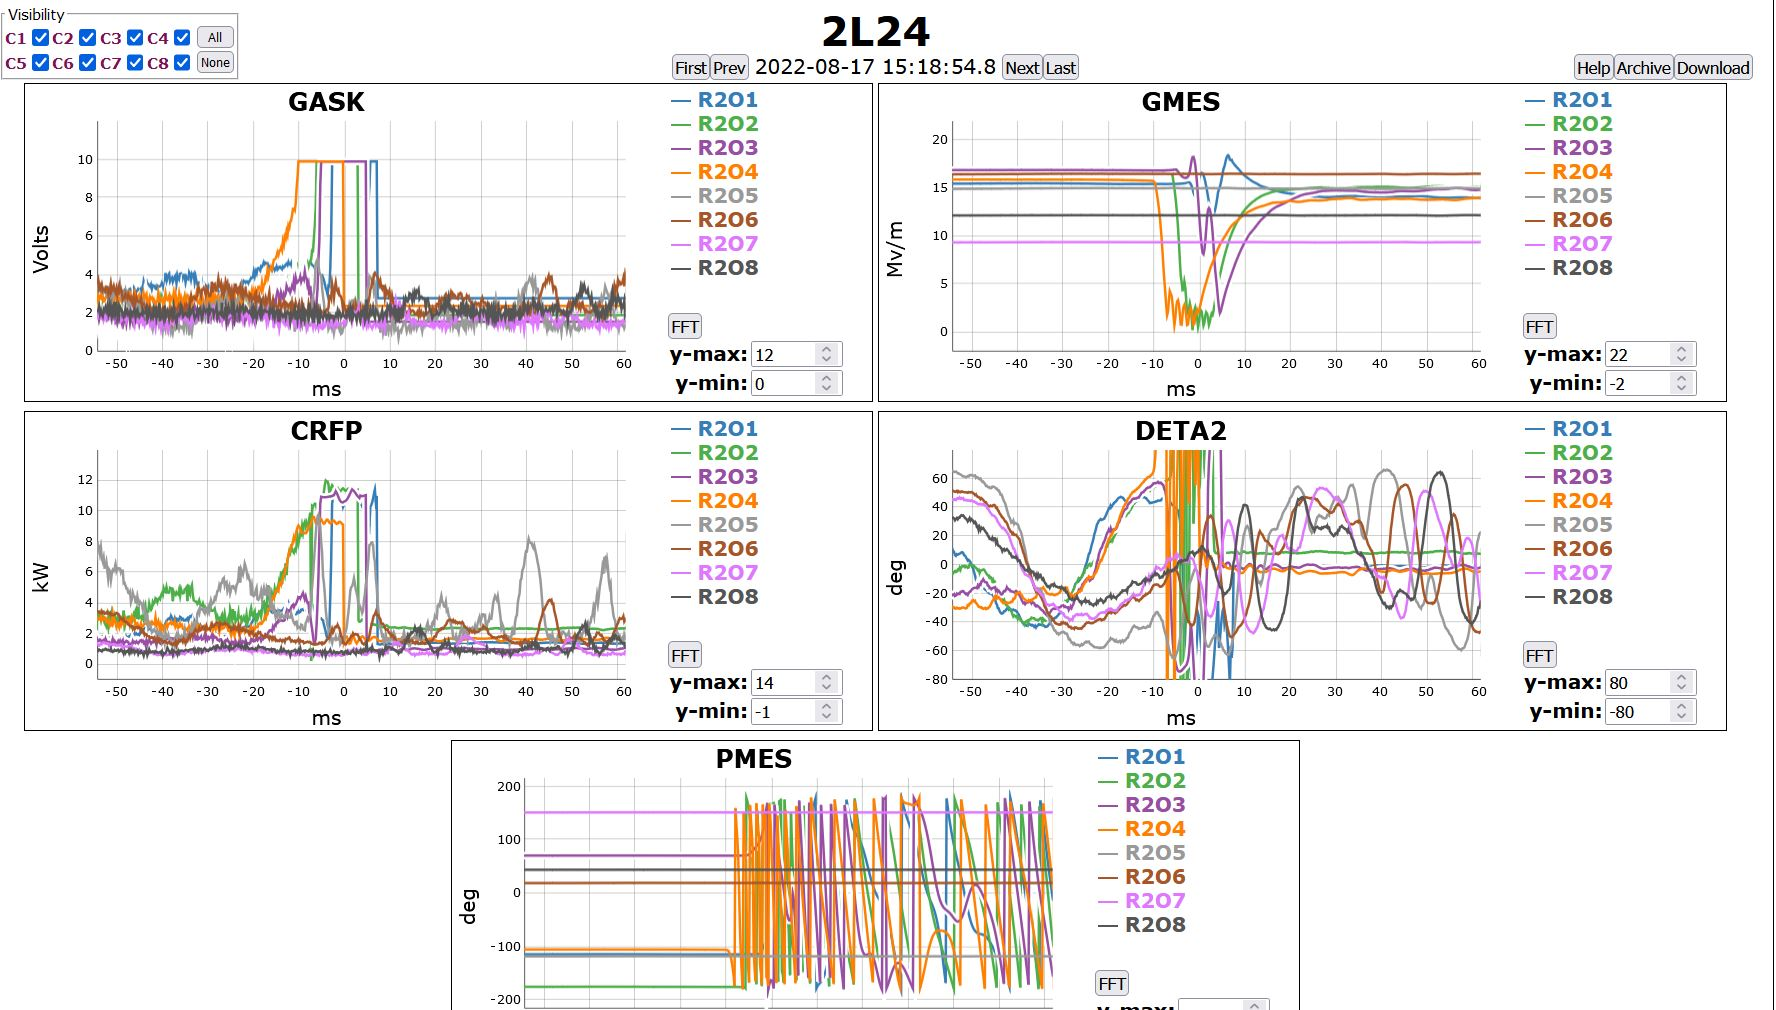 Visibility
C1 C2 C3 C4 All
C5 C6 C7 C8 None
2L24
First Prev 2022-08-17 15:18:54.8 Next Last
Help Archive Download
GASK
Volts
10
8
6
4
2
0
-50 -40 -30 -20 -10 0 10 20 30 40 50 60
ms
R2O1
R2O2
R2O3
R2O4
R2O5
R2O6
R2O7
R2O8
FFT
y-max: 12
y-min: 0
GMES
Mv/m
20
15
10
5
0
-50 -40 -30 -20 -10 0 10 20 30 40 50 60
ms
R2O1
R2O2
R2O3
R2O4
R2O5
R2O6
R2O7
R2O8
FFT
y-max: 22
y-min: -2
CRFP
kW
12
10
8
6
4
2
0
-50 -40 -30 -20 -10 0 10 20 30 40 50 60
ms
R2O1
R2O2
R2O3
R2O4
R2O5
R2O6
R2O7
R2O8
FFT
y-max: 14
y-min: -1
DETA2
deg
60
40
20
0
-20
-40
-60
-80
-50 -40 -30 -20 -10 0 10 20 30 40 50 60
ms
R2O1
R2O2
R2O3
R2O4
R2O5
R2O6
R2O7
R2O8
FFT
y-max: 80
y-min: -80
PMES
deg
200
100
0
-100
-200
R2O1
R2O2
R2O3
R2O4
R2O5
R2O6
R2O7
R2O8
FFT
y-max: